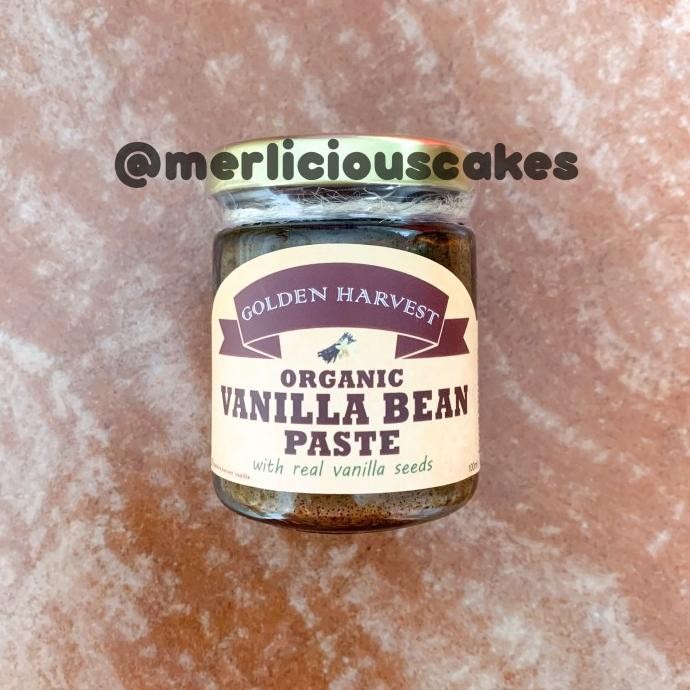 @merliciouscakes
GOLDEN HARVEST
ORGANIC
VANILLA BEAN
PASTE
with real vanilla seeds